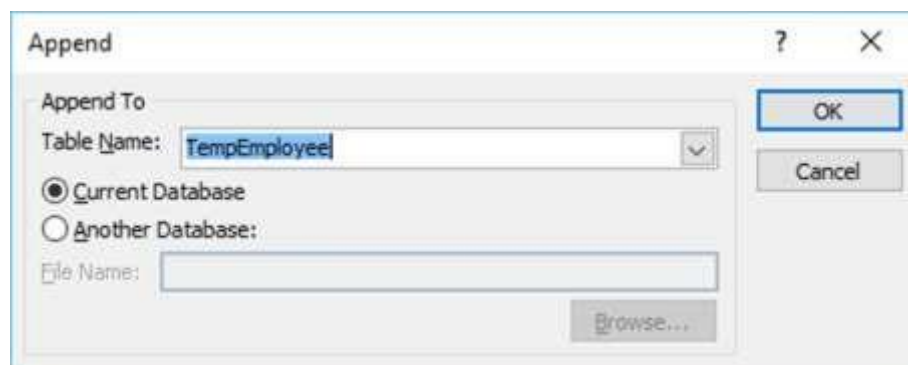 Append
? X
Append To
OK
Table Name: TempEmployee
Cancel
Current Database
Another Database:
File Name:
Browse...